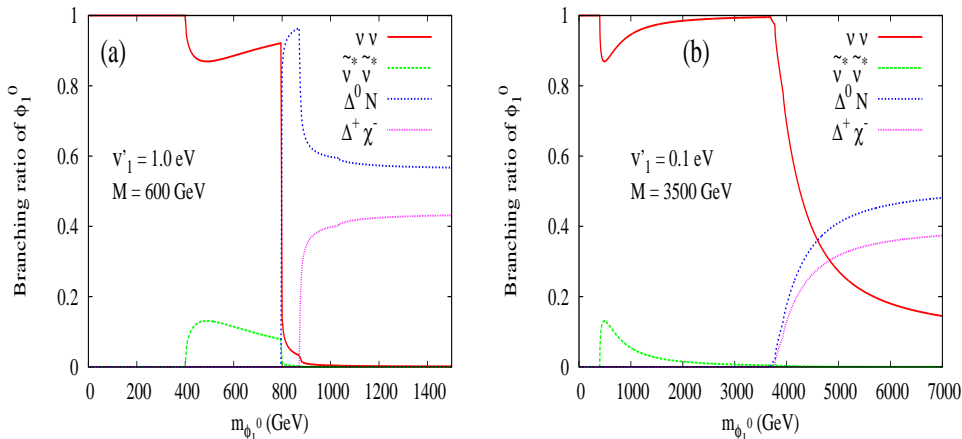 (a)
ν ν
ν̃* ν̃*
Δ⁰ N
Δ⁺ χ⁻
v'₁ = 1.0 eV
M = 600 GeV
Branching ratio of ϕ₁⁰
1
0.8
0.6
0.4
0.2
0
0 200 400 600 800 1000 1200 1400
m_ϕ₁⁰ (GeV)
(b)
ν ν
ν̃* ν̃*
Δ⁰ N
Δ⁺ χ⁻
v'₁ = 0.1 eV
M = 3500 GeV
Branching ratio of ϕ₁⁰
1
0.8
0.6
0.4
0.2
0
0 1000 2000 3000 4000 5000 6000 7000
m_ϕ₁⁰ (GeV)